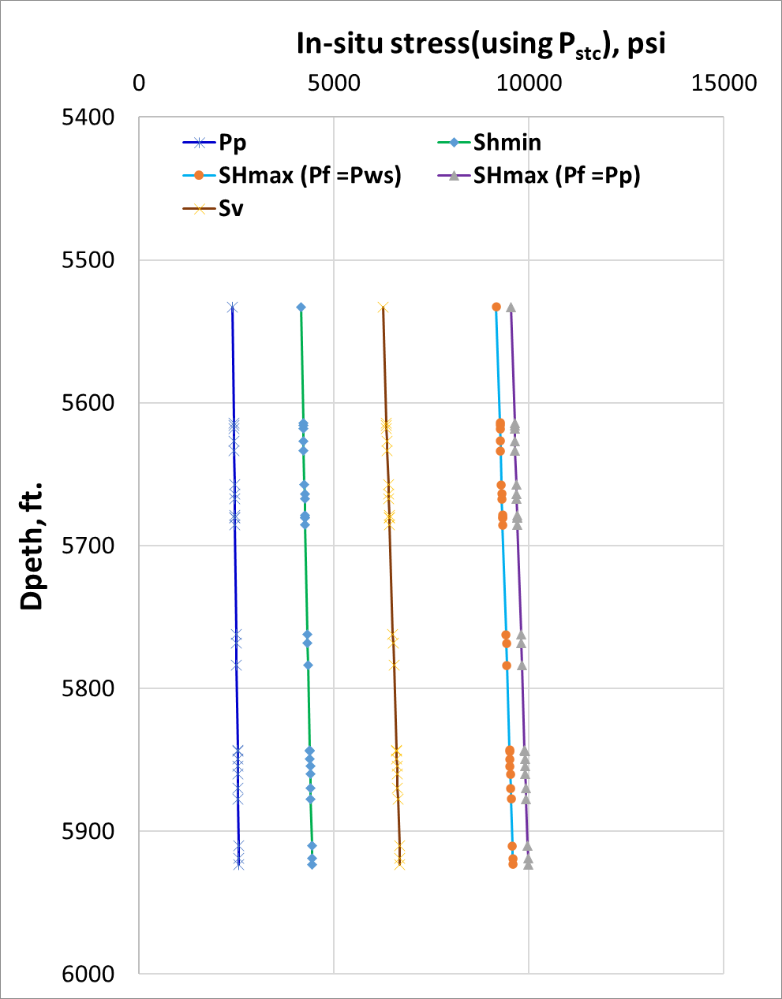 In-situ stress(using Pstc), psi
0 5000 10000 15000
5400
Pp Shmin
SHmax (Pf =Pws) SHmax (Pf =Pp)
Sv
5500
5600
5700
5800
5900
6000
Dpeth, ft.